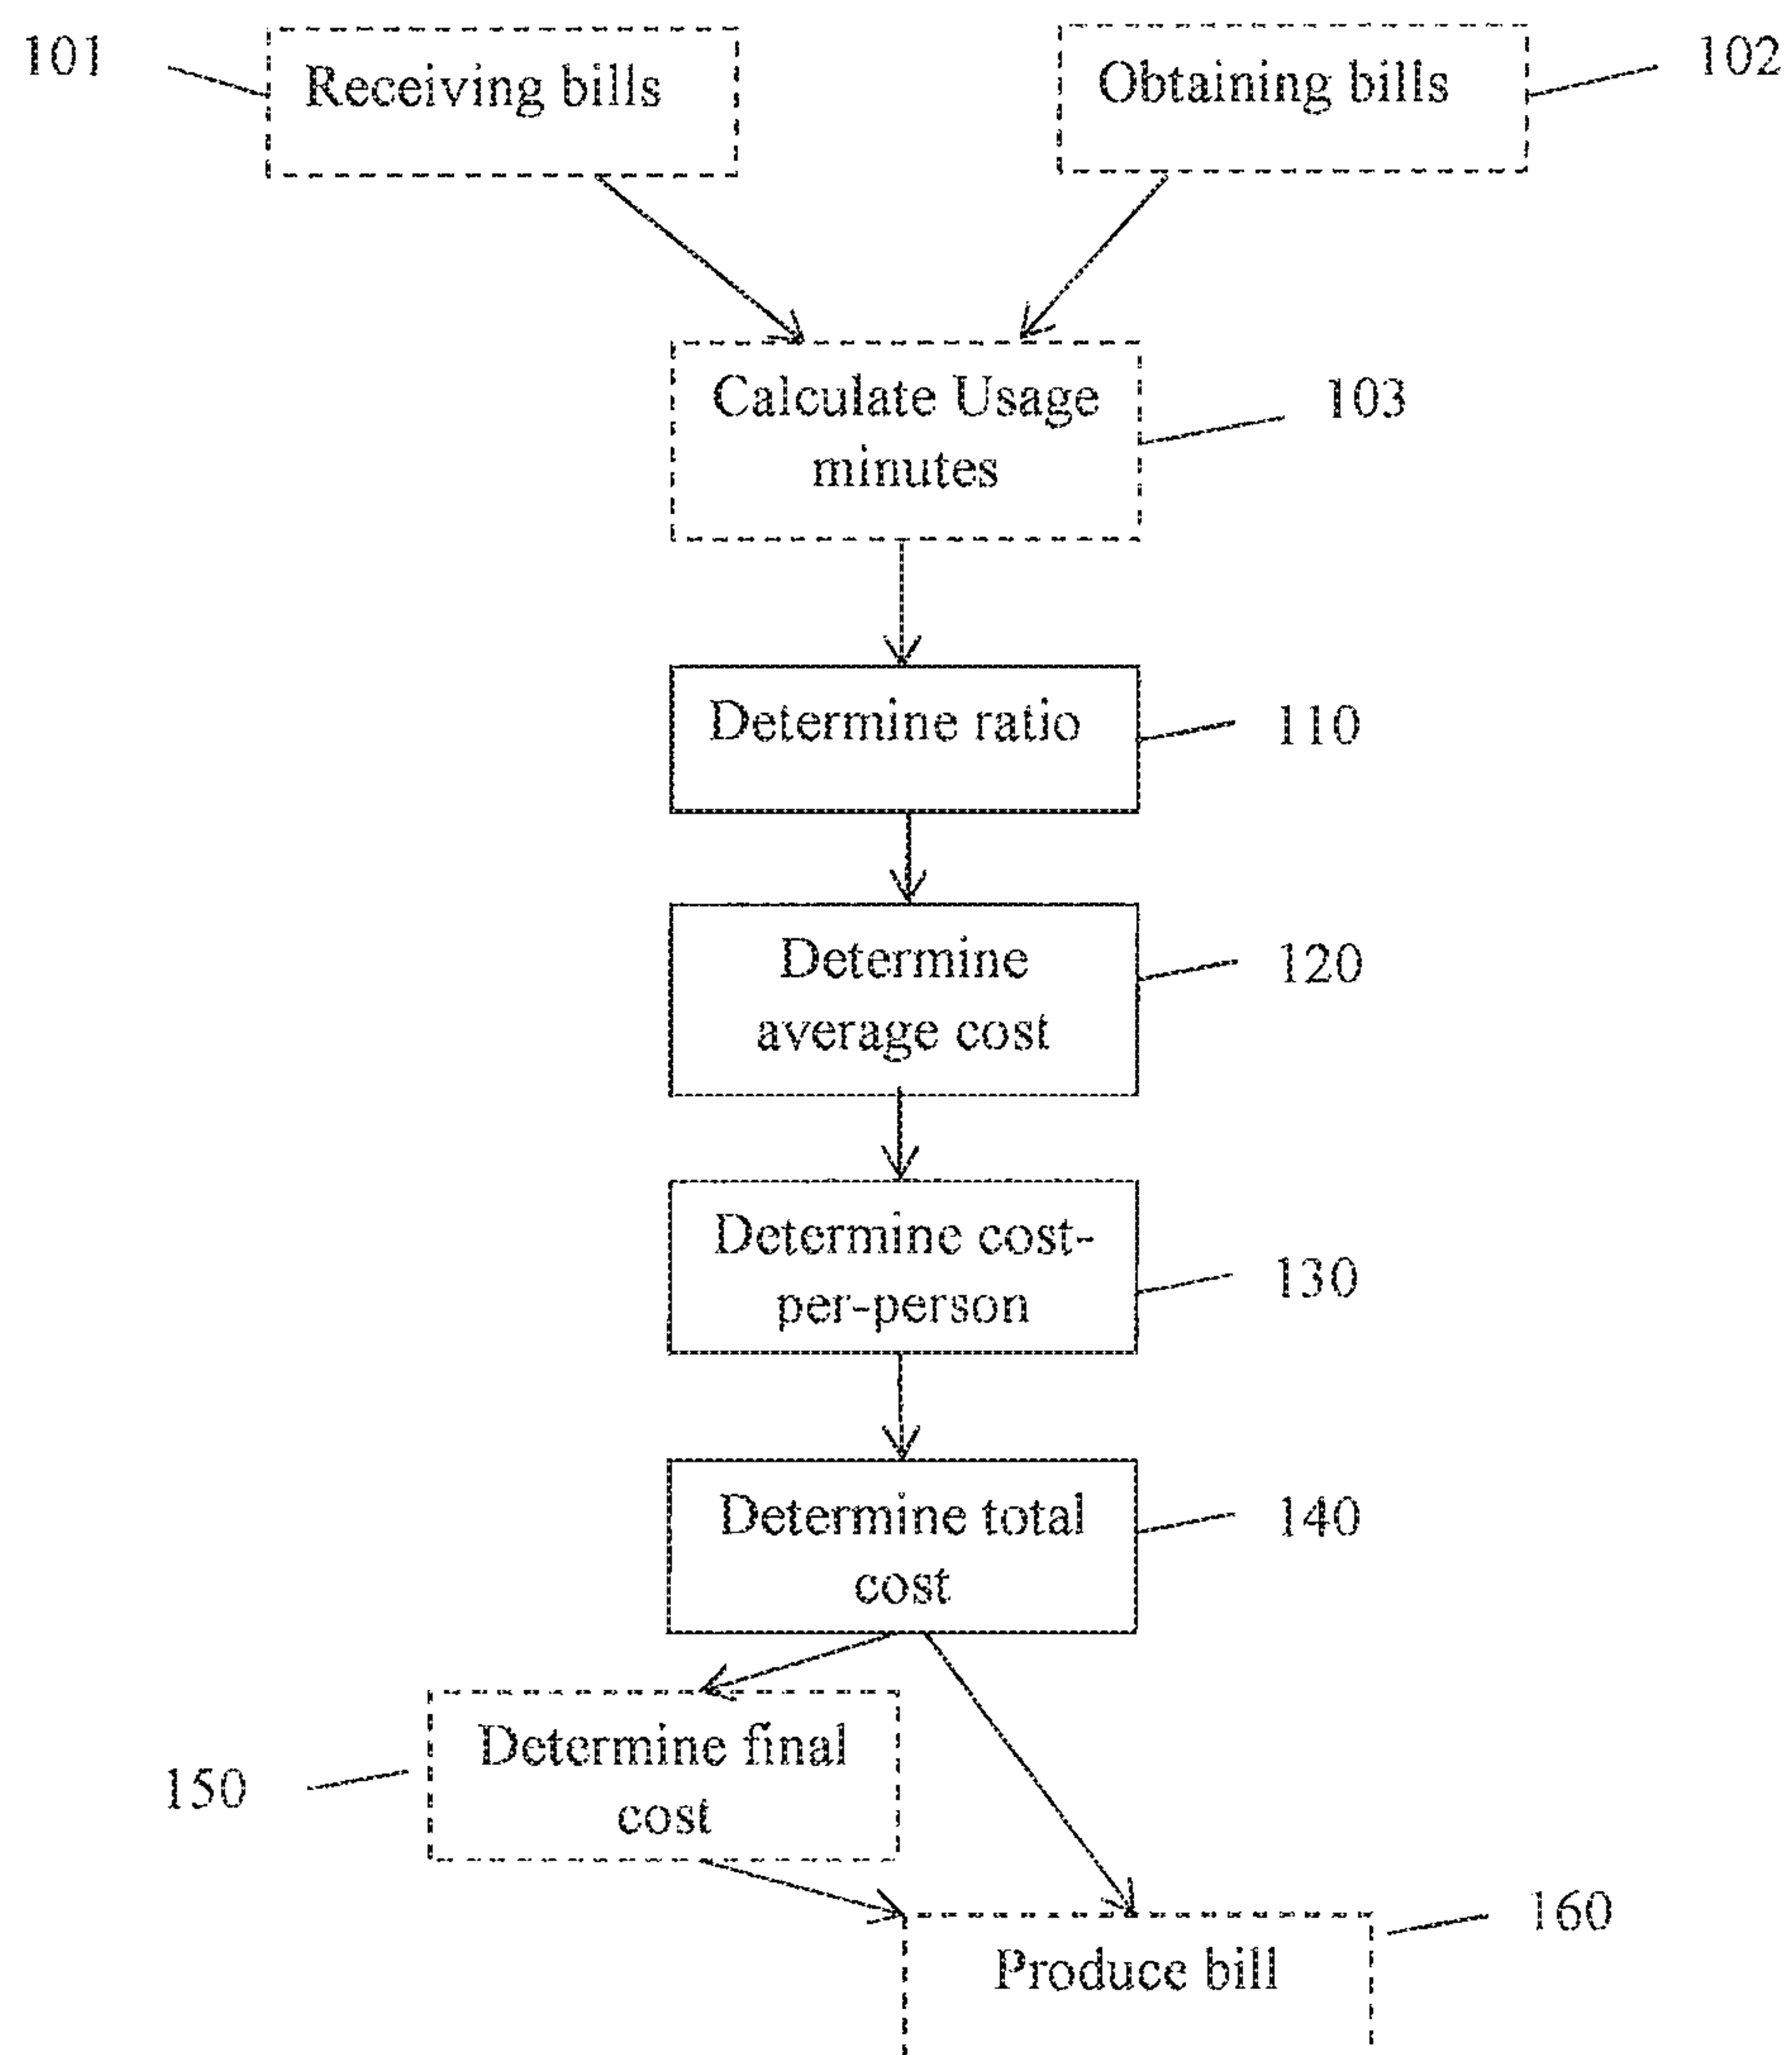 101
Receiving bills
Obtaining bills
102
Calculate Usage
minutes
103
Determine ratio
110
Determine
average cost
120
Determine cost-
per-person
130
Determine total
cost
140
Determine final
cost
150
Produce bill
160